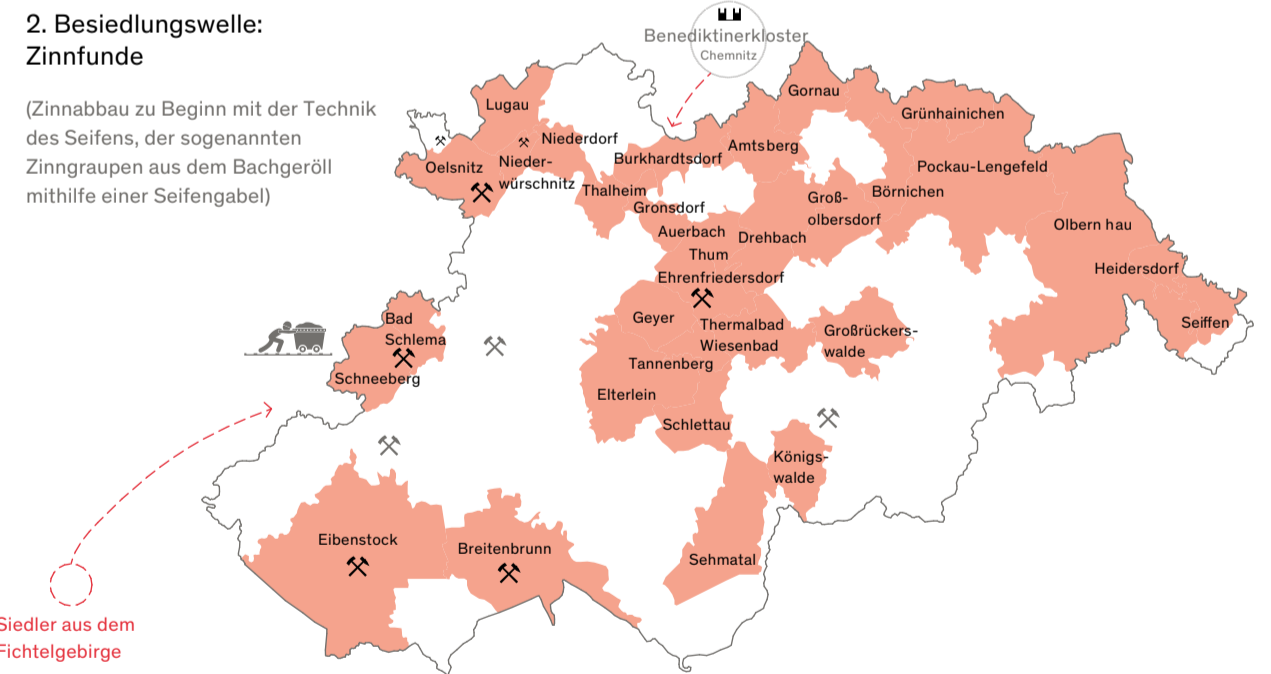 2. Besiedlungswelle:
Zinnfunde
(Zinnabbau zu Beginn mit der Technik
des Seifens, der sogenannten
Zinngraupen aus dem Bachgeröll
mithilfe einer Seifengabel)
Benediktinerkloster
Chemnitz
Lugau
Gornau
Grünhainichen
Niederdorf
Amtsberg
Burkhardtsdorf
Oelsnitz
Nieder-
würschnitz
Pockau-Lengefeld
Thalheim
Börnichen
Groß-
olbersdorf
Gronsdorf
Auerbach
Drehbach
Olbern hau
Thum
Heidersdorf
Ehrenfriedersdorf
Geyer
Bad
Schlema
Thermalbad
Wiesenbad
Großrückers-
walde
Seiffen
Tannenberg
Schneeberg
Elterlein
Schlettau
Königs-
walde
Eibenstock
Breitenbrunn
Sehmatal
Siedler aus dem
Fichtelgebirge